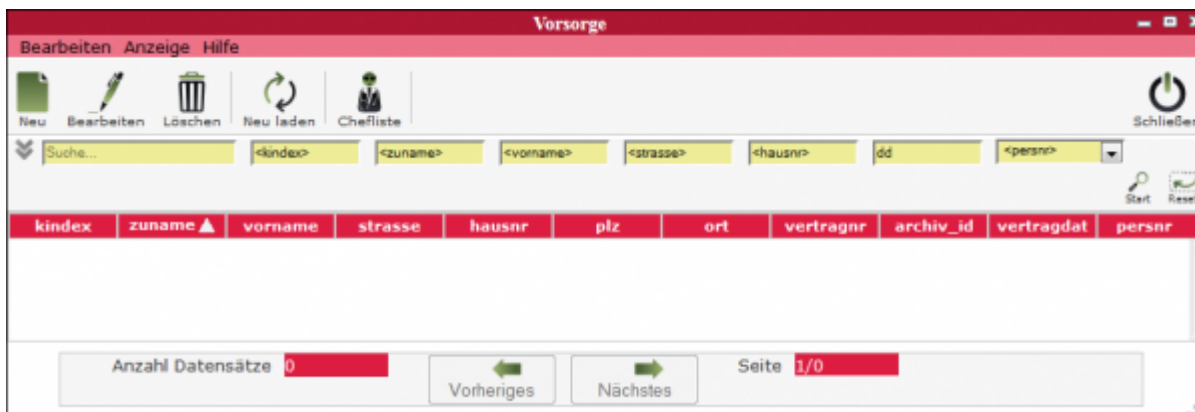 Vorsorge
Bearbeiten Anzeige Hilfe
Neu Bearbeiten Löschen Neu laden Chefliste Schließen
Suche... <kindex> <zuname> <vorname> <strasse> <hausnr> dd <persnr>
Start Reset
kindex zuname vorname strasse hausnr plz ort vertragnr archiv_id vertragdat persnr
Anzahl Datensätze 0 Vorheriges Nächstes Seite 1/0